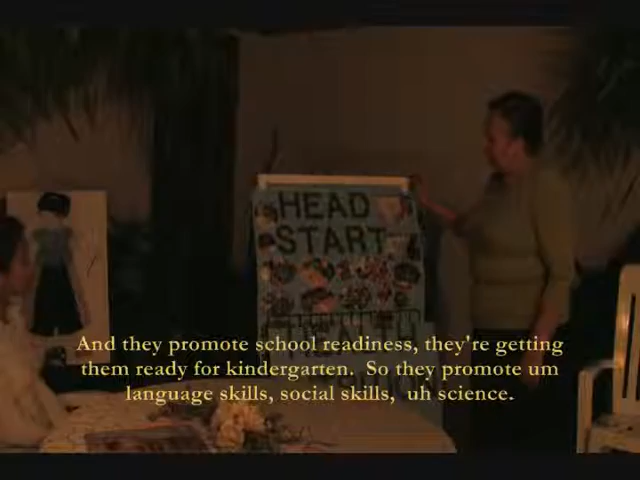 HEAD
START
HEALTH
And they promote school readiness, they're getting
them ready for kindergarten.  So they promote um
language skills, social skills,  uh science.